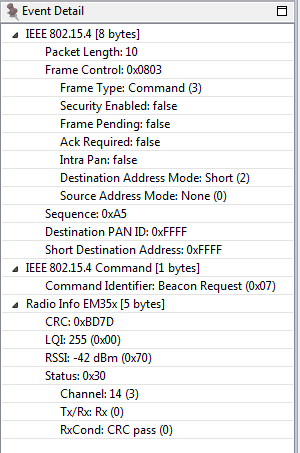 Event Detail
IEEE 802.15.4 [8 bytes]
Packet Length: 10
Frame Control: 0x0803
Frame Type: Command (3)
Security Enabled: false
Frame Pending: false
Ack Required: false
Intra Pan: false
Destination Address Mode: Short (2)
Source Address Mode: None (0)
Sequence: 0xA5
Destination PAN ID: 0xFFFF
Short Destination Address: 0xFFFF
IEEE 802.15.4 Command [1 bytes]
Command Identifier: Beacon Request (0x07)
Radio Info EM35x [5 bytes]
CRC: 0xBD7D
LQI: 255 (0x00)
RSSI: -42 dBm (0x70)
Status: 0x30
Channel: 14 (3)
Tx/Rx: Rx (0)
RxCond: CRC pass (0)